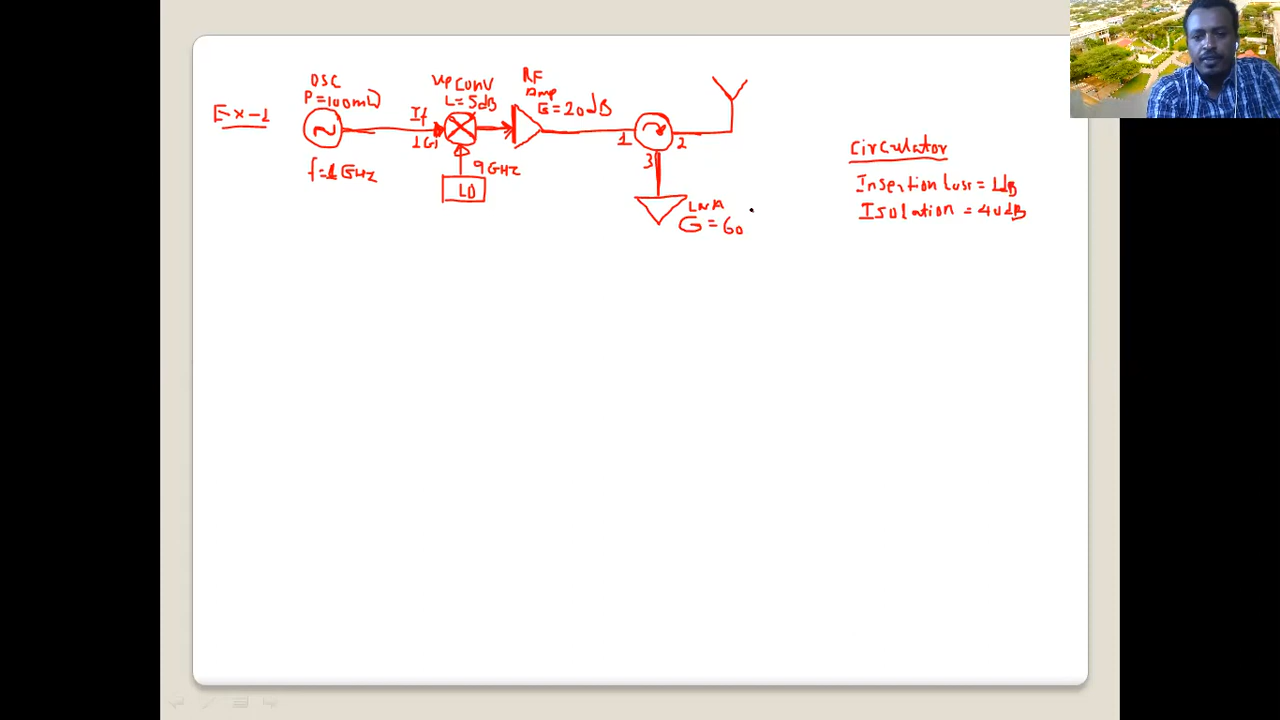 Ex-1
OSC
P=100mW
f=1GHz
If
1G
Up Conv
L=5dB
9GHz
LO
RF
Amp
G=20dB
1
2
3
LNA
G=60
Circulator
Insertion Loss=1dB
Isolation=40dB